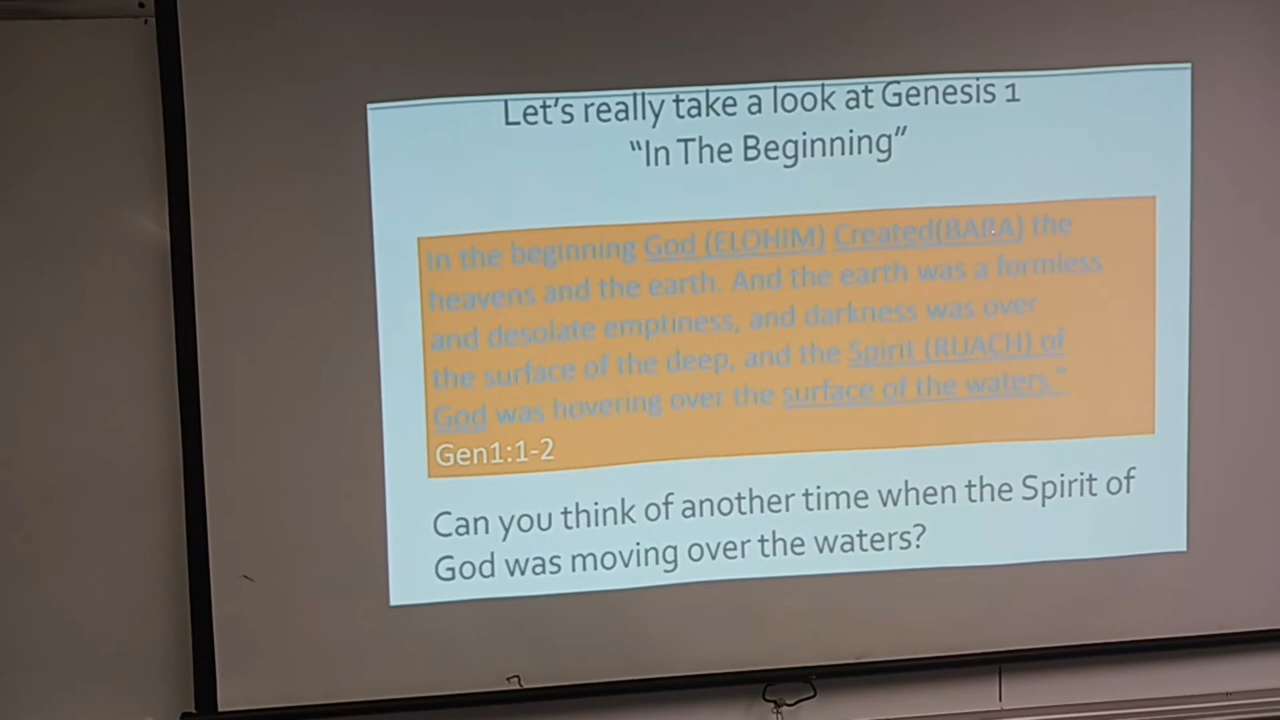 Let's really take a look at Genesis 1
"In The Beginning"
In the beginning God (ELOHIM) Created(BARA) the
heavens and the earth. And the earth was a formless
and desolate emptiness, and darkness was over
the surface of the deep, and the Spirit (RUACH) of
God was hovering over the surface of the waters."
Gen1:1-2
Can you think of another time when the Spirit of
God was moving over the waters?